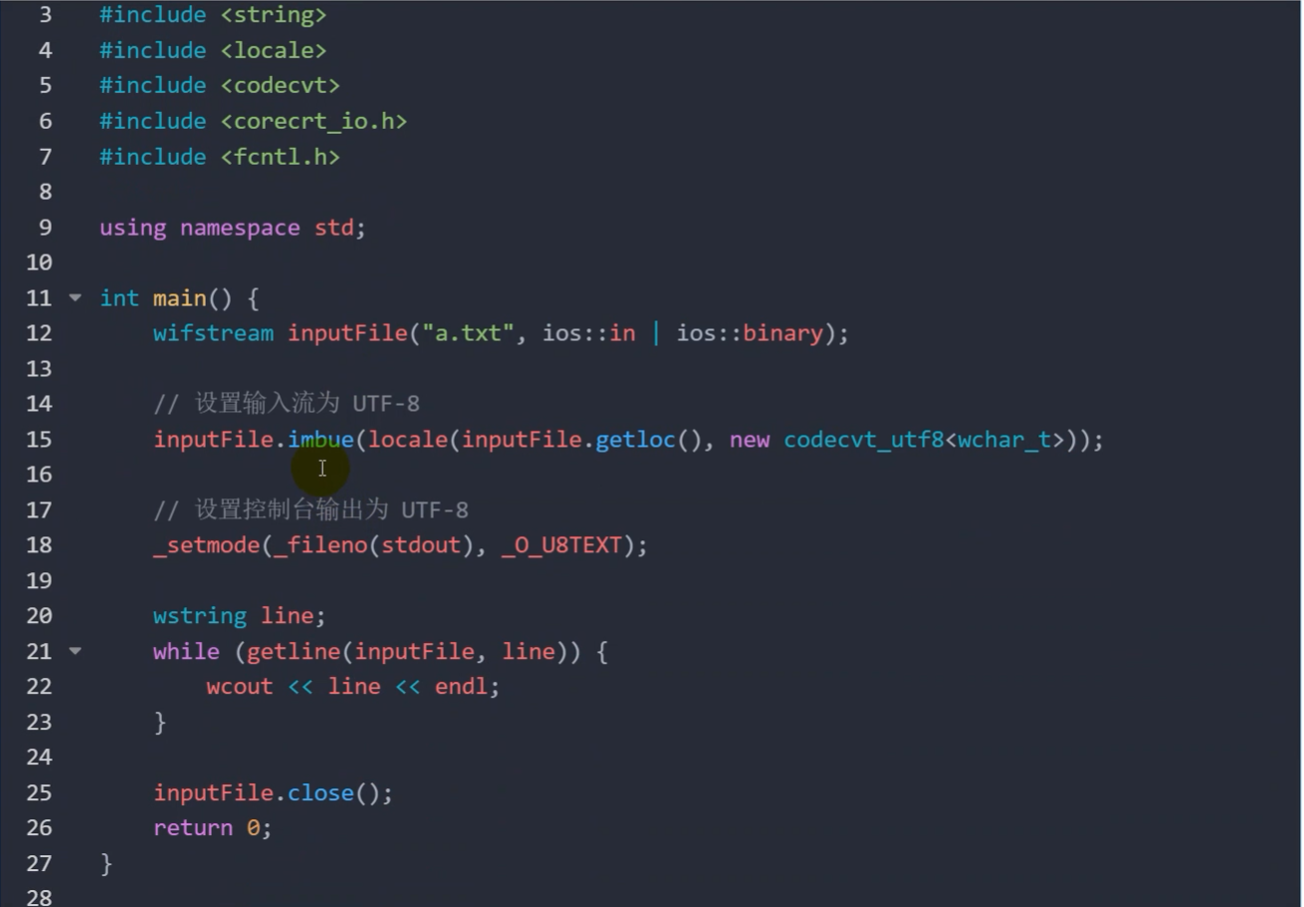 3 #include <string>
4 #include <locale>
5 #include <codecvt>
6 #include <corecrt_io.h>
7 #include <fcntl.h>
8
9 using namespace std;
10
11 int main() {
12     wifstream inputFile("a.txt", ios::in | ios::binary);
13
14     // 设置输入流为 UTF-8
15     inputFile.imbue(locale(inputFile.getloc(), new codecvt_utf8<wchar_t>));
16
17     // 设置控制台输出为 UTF-8
18     _setmode(_fileno(stdout), _O_U8TEXT);
19
20     wstring line;
21     while (getline(inputFile, line)) {
22         wcout << line << endl;
23     }
24
25     inputFile.close();
26     return 0;
27 }
28